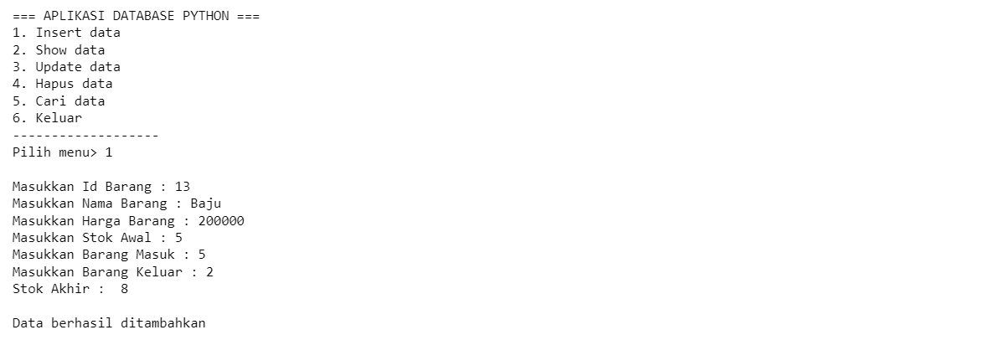 === APLIKASI DATABASE PYTHON ===
1. Insert data
2. Show data
3. Update data
4. Hapus data
5. Cari data
6. Keluar
-------------------
Pilih menu> 1
Masukkan Id Barang : 13
Masukkan Nama Barang : Baju
Masukkan Harga Barang : 200000
Masukkan Stok Awal : 5
Masukkan Barang Masuk : 5
Masukkan Barang Keluar : 2
Stok Akhir :  8
Data berhasil ditambahkan